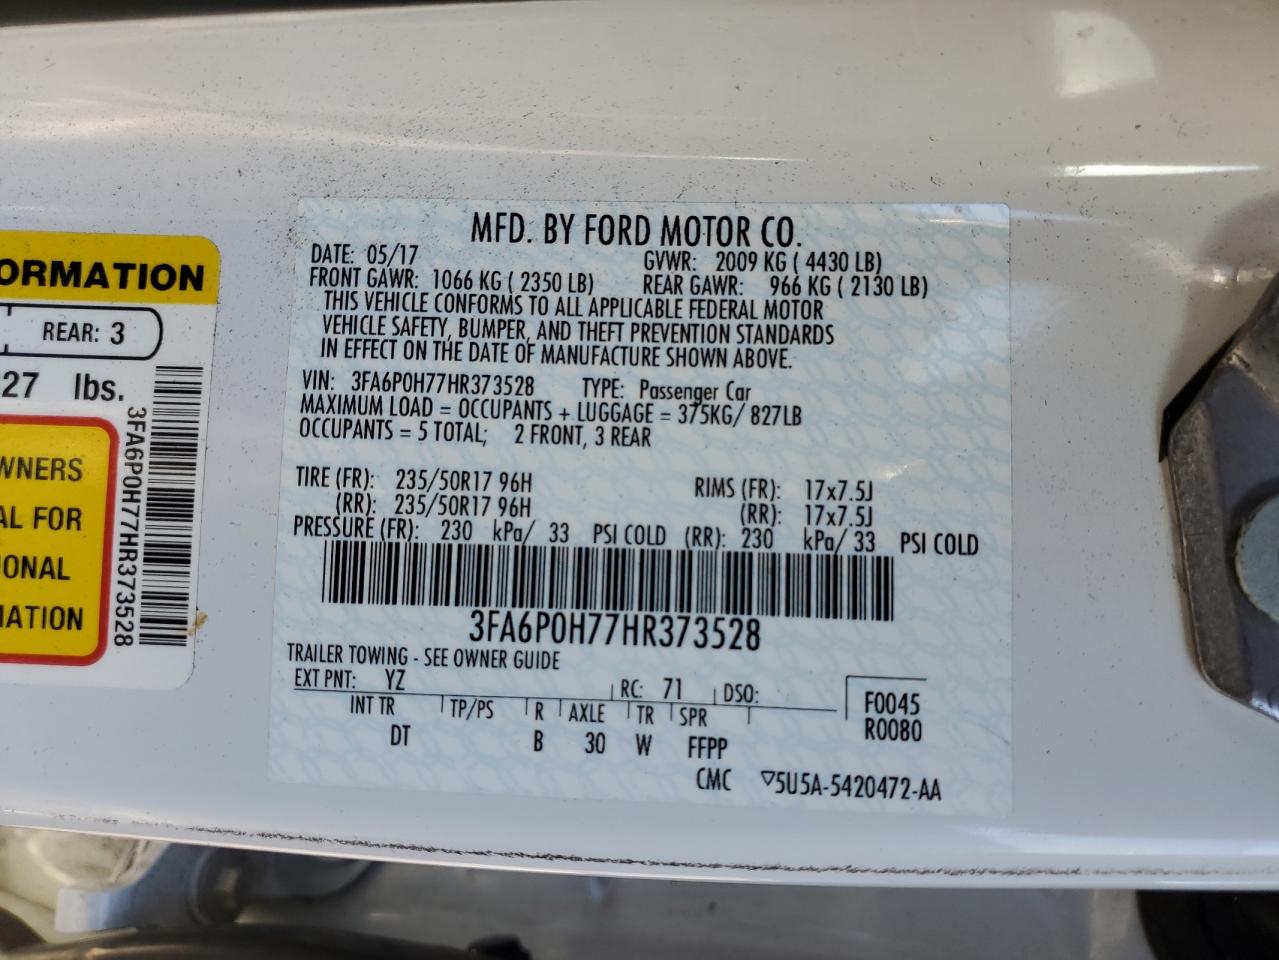 MFD. BY FORD MOTOR CO.
DATE: 05/17 GVWR: 2009 KG ( 4430 LB)
FRONT GAWR: 1066 KG ( 2350 LB) REAR GAWR: 966 KG ( 2130 LB)
THIS VEHICLE CONFORMS TO ALL APPLICABLE FEDERAL MOTOR
VEHICLE SAFETY, BUMPER, AND THEFT PREVENTION STANDARDS
IN EFFECT ON THE DATE OF MANUFACTURE SHOWN ABOVE.
VIN: 3FA6P0H77HR373528 TYPE: Passenger Car
MAXIMUM LOAD = OCCUPANTS + LUGGAGE = 375KG/ 827LB
OCCUPANTS = 5 TOTAL; 2 FRONT, 3 REAR
TIRE (FR): 235/50R17 96H RIMS (FR): 17x7.5J
(RR): 235/50R17 96H (RR): 17x7.5J
PRESSURE (FR): 230 kPa/ 33 PSI COLD (RR): 230 kPa/ 33 PSI COLD
3FA6P0H77HR373528
TRAILER TOWING - SEE OWNER GUIDE
EXT PNT: YZ RC: 71 DSO:
INT TR TP/PS R AXLE TR SPR
DT B 30 W FFPP
F0045
R0080
CMC ▽5U5A-5420472-AA
ORMATION
REAR: 3
27 lbs.
3FA6P0H77HR373528
WNERS
AL FOR
IONAL
MATION